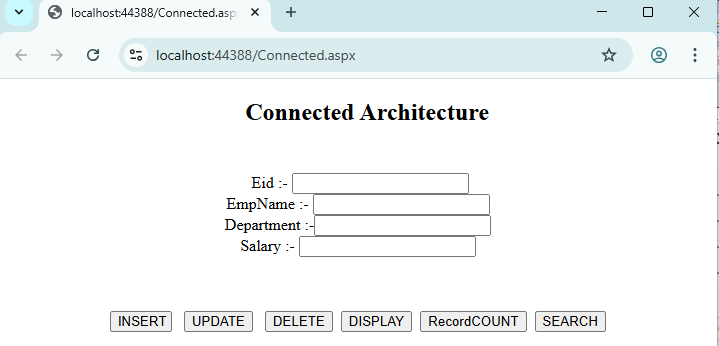 localhost:44388/Connected.asp
localhost:44388/Connected.aspx
Connected Architecture
Eid :-
EmpName :-
Department :-
Salary :-
INSERT UPDATE DELETE DISPLAY RecordCOUNT SEARCH